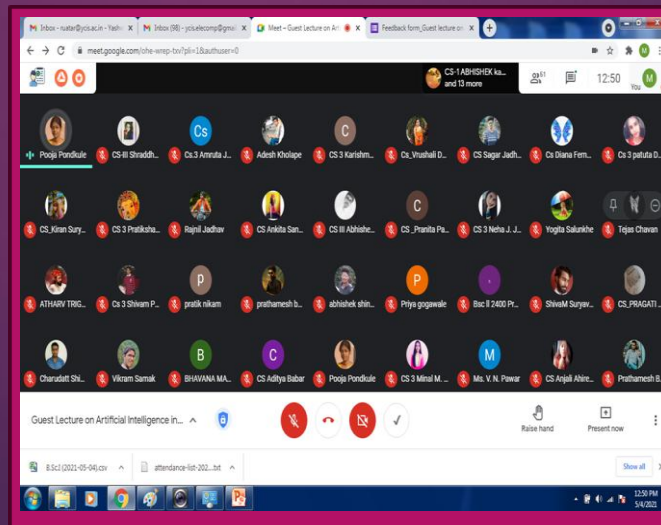 Inbox - ruatar@ycis.ac.in - Yashv
Inbox (98) - ycis.elecomp@gmai
Meet – Guest Lecture on Ari
Feedback form_Guest lecture on
meet.google.com/ohe-wrep-txv?pli=1&authuser=0
CS-1 ABHISHEK ka...
and 13 more
61
12:50
You
M
Pooja Pondkule
CS-III Shraddh...
Cs
Cs.3 Amruta J...
Adesh Kholape
C
CS 3 Karishm...
Cs_Vrushali D...
CS Sagar Jadh...
Cs Diana Fern...
Cs 3 patuta D...
CS_Kiran Sury...
CS 3 Pratiksha...
Rajnil Jadhav
CS Ankita San...
CS III Abhishe...
C
CS _Pranita Pa...
CS 3 Neha J. J...
Yogita Salunkhe
Tejas Chavan
ATHARV TRIG...
Cs 3 Shivam P...
p
pratik nikam
prathamesh b...
abhishek shin...
P
Priya gogawale
Bsc ll 2400 Pr...
ShivaM Suryav...
CS_PRAGATI ...
Charudatt Shi...
Vikram Samak
B
BHAVANA MA...
C
CS Aditya Babar
Pooja Pondkule
CS 3 Minal M. ...
M
Ms. V. N. Pawar
CS Anjali Ahire...
Prathamesh B...
Guest Lecture on Artificial Intelligence in...
Raise hand
Present now
B.Sc.I (2021-05-04).csv
attendance-list-202....txt
Show all
12:50 PM
5/4/2021